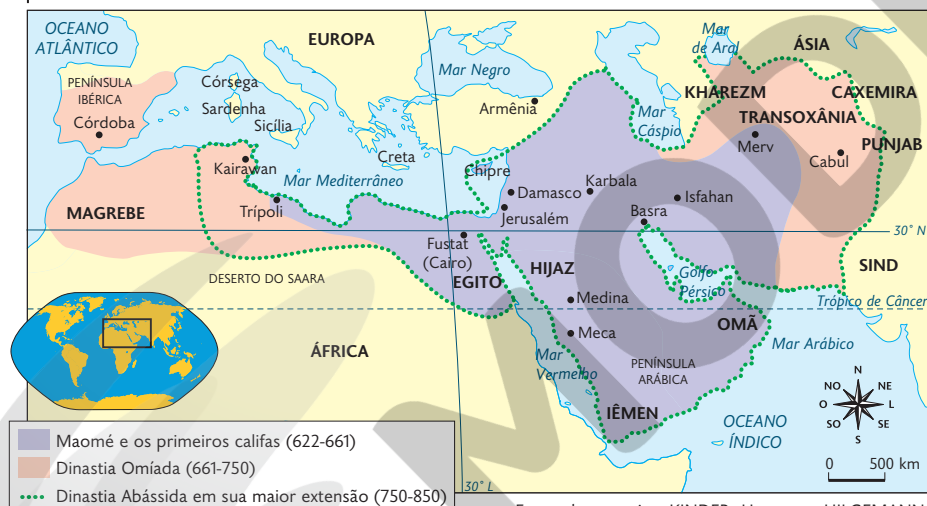 OCEANO
ATLÂNTICO
EUROPA
Mar
de Aral
ÁSIA
Mar Negro
PENÍNSULA
IBÉRICA
Córdoba
Córsega
Sardenha
Sicília
Armênia
KHAREZM
CAXEMIRA
Mar
Cáspio
TRANSOXÂNIA
Merv
PUNJAB
Cabul
Creta
Kairawan
Chipre
Mar Mediterrâneo
Damasco
Karbala
Isfahan
MAGREBE
Trípoli
Jerusalém
Basra
30° N
Fustat
(Cairo)
HIJAZ
Golfo
Pérsico
SIND
DESERTO DO SAARA
EGITO
Medina
Trópico de Câncer
OMÃ
Meca
Mar Arábico
ÁFRICA
Mar
Vermelho
PENÍNSULA
ARÁBICA
IÊMEN
OCEANO
ÍNDICO
N
NO NE
O L
SO SE
S
0 500 km
30° L
Maomé e os primeiros califas (622-661)
Dinastia Omíada (661-750)
Dinastia Abássida em sua maior extensão (750-850)